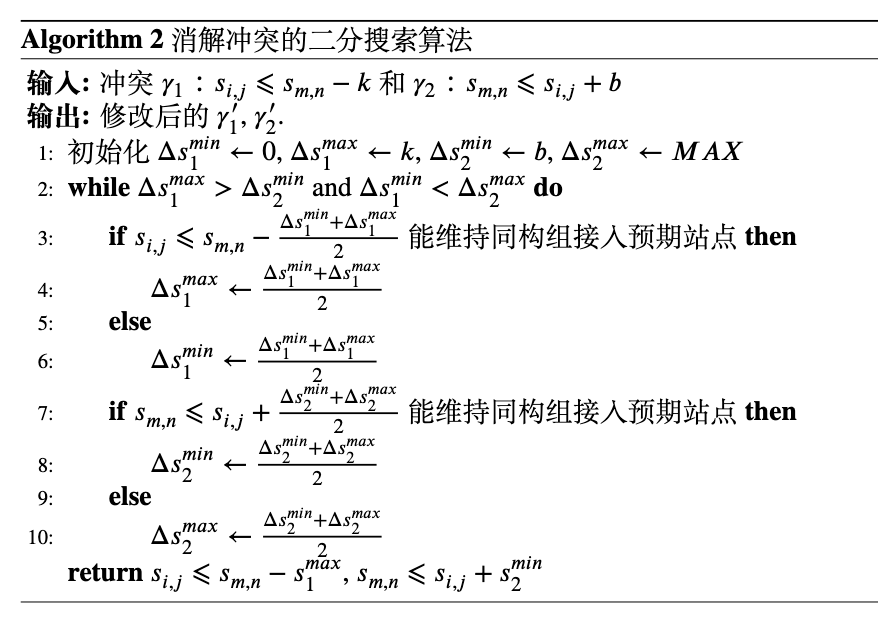 Algorithm 2 消解冲突的二分搜索算法
输入: 冲突 $\gamma_1 : s_{i,j} \leqslant s_{m,n} - k$ 和 $\gamma_2 : s_{m,n} \leqslant s_{i,j} + b$
输出: 修改后的 $\gamma_1', \gamma_2'$.
1: 初始化 $\Delta s_1^{min} \leftarrow 0, \Delta s_1^{max} \leftarrow k, \Delta s_2^{min} \leftarrow b, \Delta s_2^{max} \leftarrow MAX$
2: while $\Delta s_1^{max} > \Delta s_2^{min}$ and $\Delta s_1^{min} < \Delta s_2^{max}$ do
3: if $s_{i,j} \leqslant s_{m,n} - \frac{\Delta s_1^{min}+\Delta s_1^{max}}{2}$ 能维持同构组接入预期站点 then
4: $\Delta s_1^{max} \leftarrow \frac{\Delta s_1^{min}+\Delta s_1^{max}}{2}$
5: else
6: $\Delta s_1^{min} \leftarrow \frac{\Delta s_1^{min}+\Delta s_1^{max}}{2}$
7: if $s_{m,n} \leqslant s_{i,j} + \frac{\Delta s_2^{min}+\Delta s_2^{max}}{2}$ 能维持同构组接入预期站点 then
8: $\Delta s_2^{min} \leftarrow \frac{\Delta s_2^{min}+\Delta s_2^{max}}{2}$
9: else
10: $\Delta s_2^{max} \leftarrow \frac{\Delta s_2^{min}+\Delta s_2^{max}}{2}$
return $s_{i,j} \leqslant s_{m,n} - s_1^{max}, s_{m,n} \leqslant s_{i,j} + s_2^{min}$